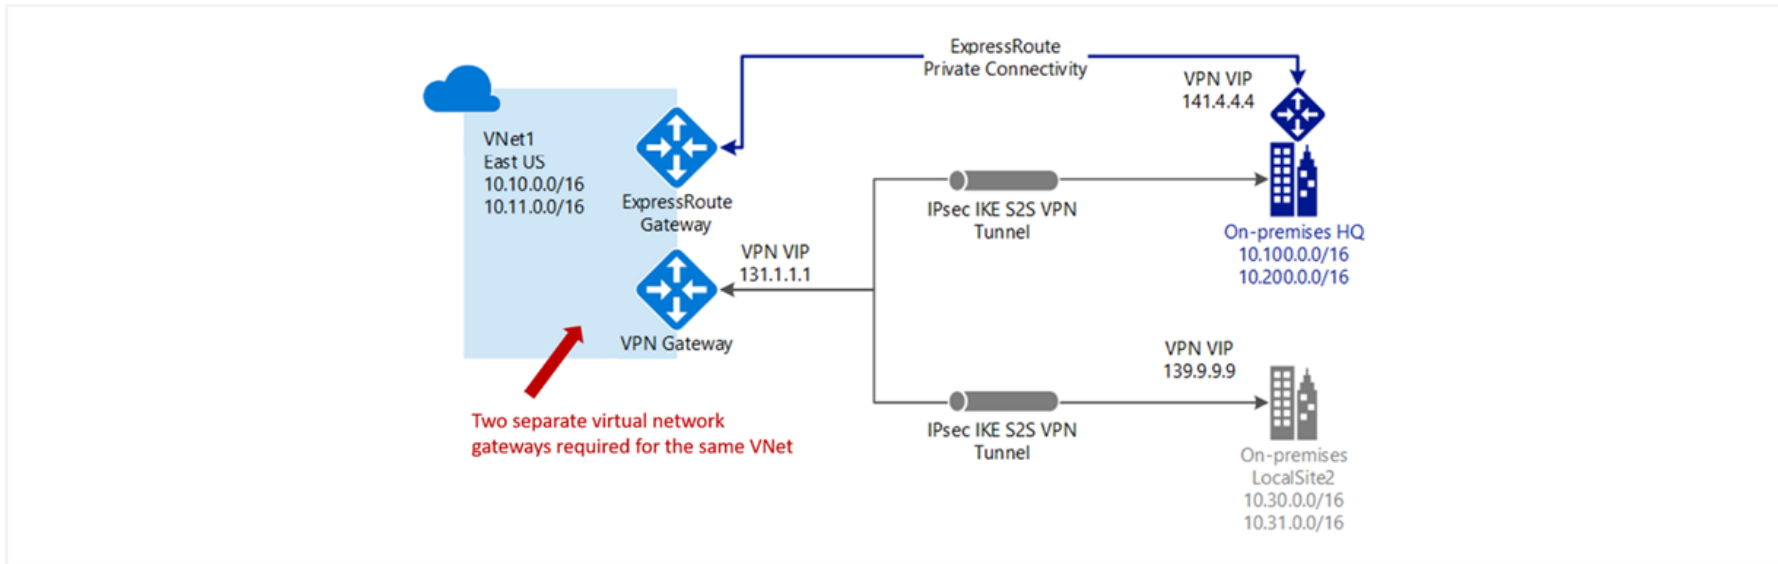 ExpressRoute
Private Connectivity
VPN VIP
141.4.4.4
VNet1
East US
10.10.0.0/16
10.11.0.0/16
ExpressRoute
Gateway
IPsec IKE S2S VPN
Tunnel
On-premises HQ
10.100.0.0/16
10.200.0.0/16
VPN VIP
131.1.1.1
VPN Gateway
VPN VIP
139.9.9.9
Two separate virtual network
gateways required for the same VNet
IPsec IKE S2S VPN
Tunnel
On-premises
LocalSite2
10.30.0.0/16
10.31.0.0/16